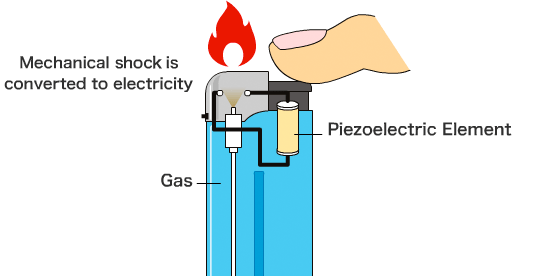 Mechanical shock is
converted to electricity
Piezoelectric Element
Gas